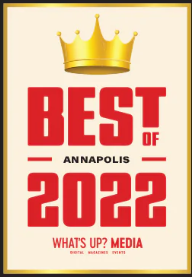 BEST
OF
ANNAPOLIS
2022
WHAT'S UP? MEDIA
DIGITAL MAGAZINES EVENTS